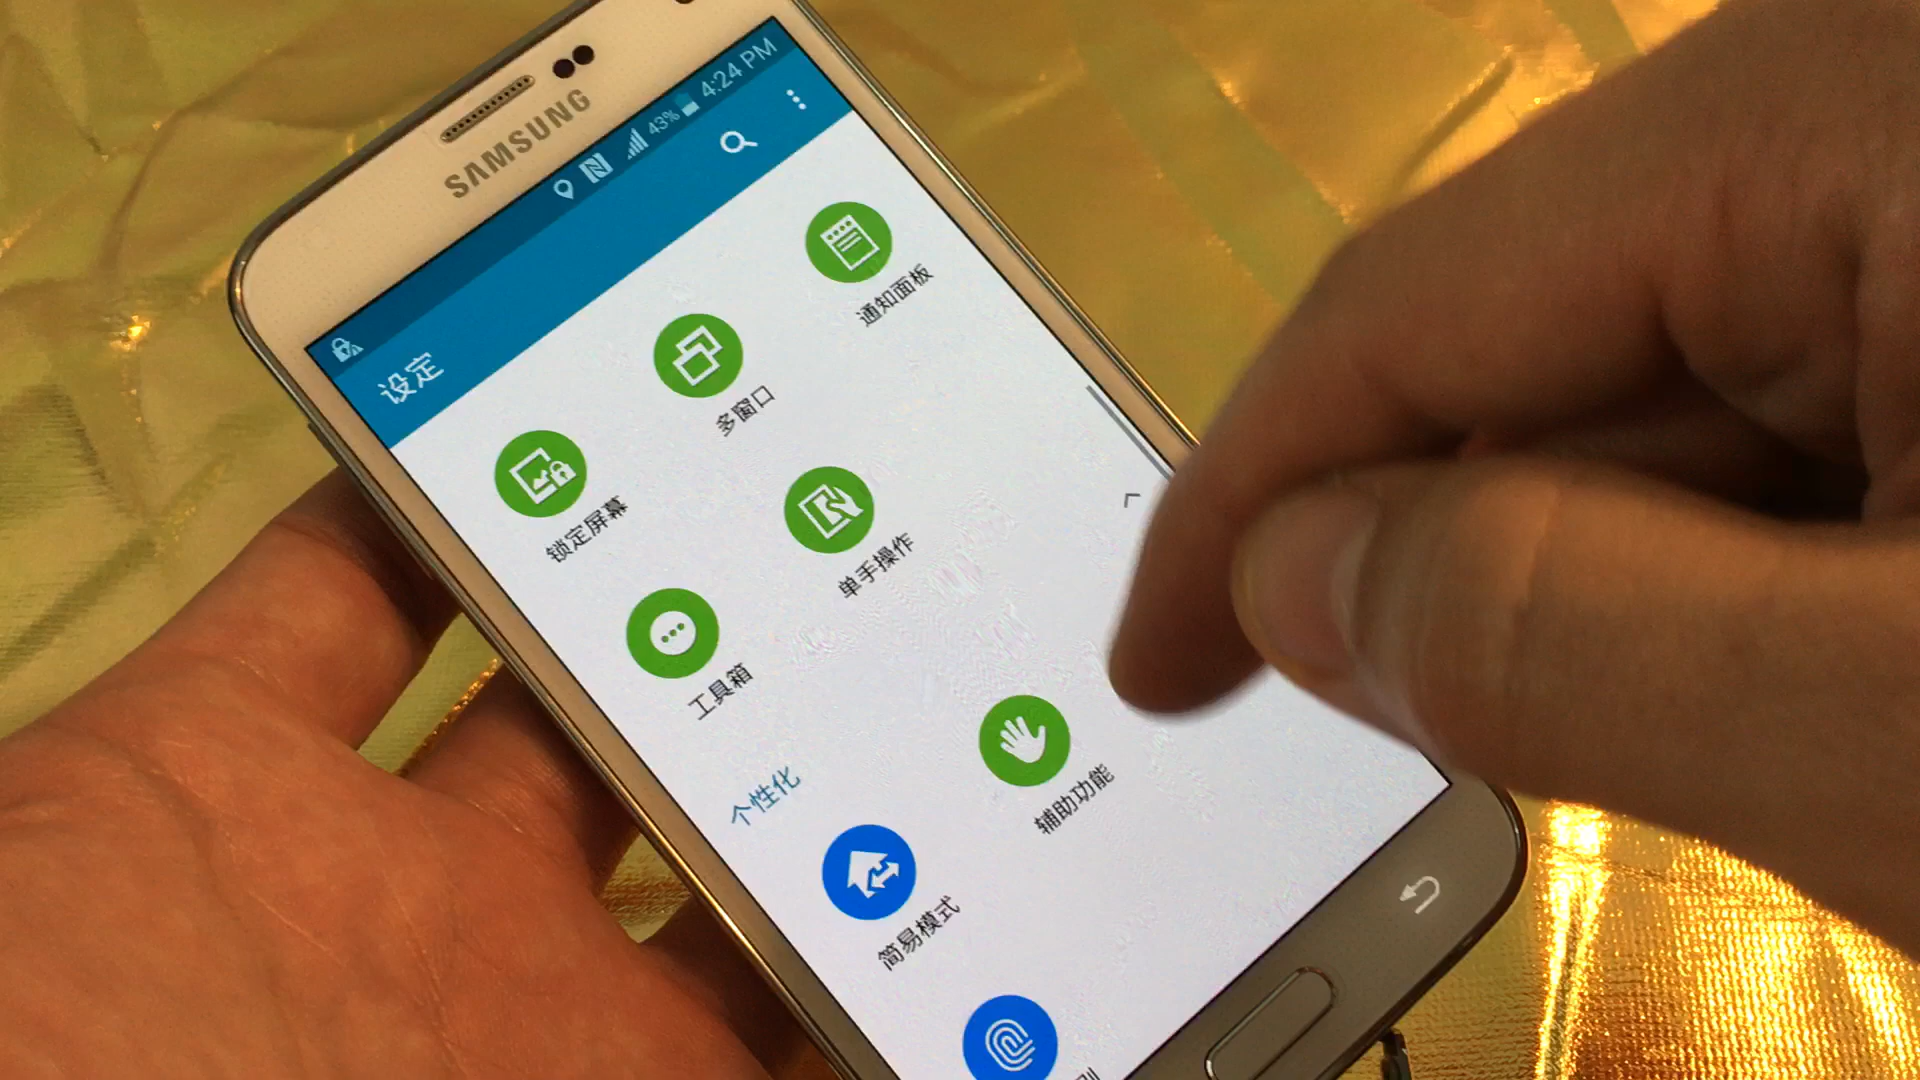 SAMSUNG
43% 4:24 PM
设定
锁定屏幕
多窗口
通知面板
工具箱
单手操作
个性化
简易模式
辅助功能